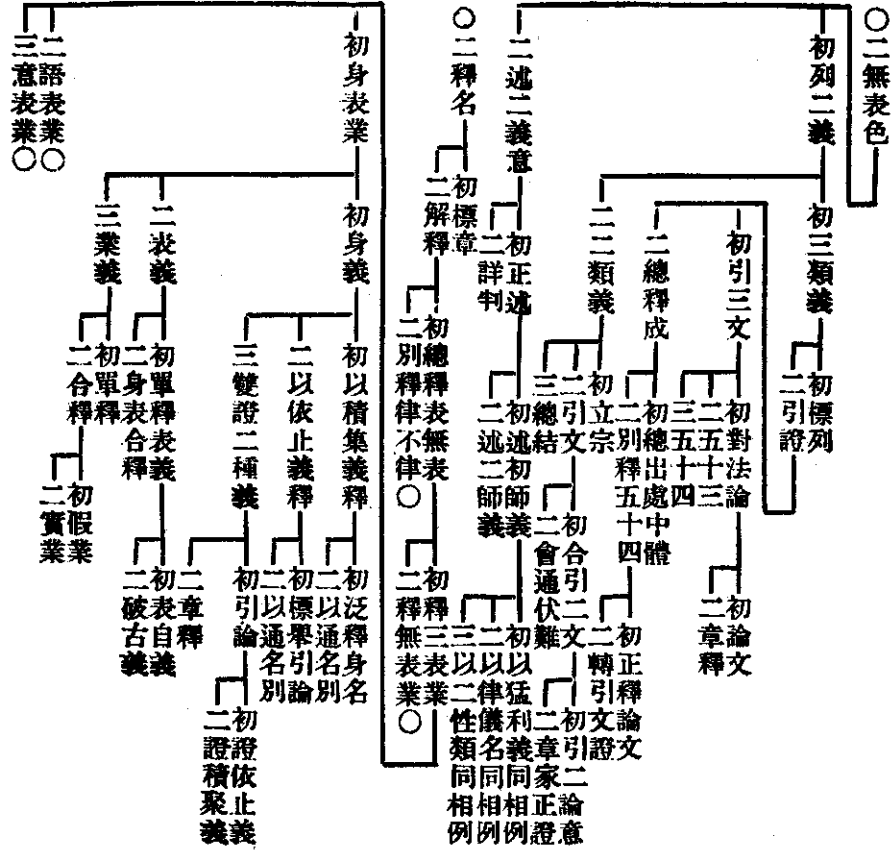 ○二無表色
初列二義
初三類義
初標列
二引證
初引三文
初對法論
初論文
二章釋
二五十三
三五十四
二總釋成
初總出處中體
二別釋五十四
初正釋論文
二轉引文證
二二類義
初立宗
二引文
初合引二文
初引二論意
二章家正證
二會通伏難
三總結
二述二義意
初正述
初述初師義
初以猛利義同相例
二以律儀名同相例
三以二性類同相例
二述二師義
二詳判
○二釋名
初標章
二解釋
初總釋表無表
初釋三表業
二釋無表業○
二別釋律不律○
初身表業
初身義
初以積集義釋
初泛釋身名
二以通名別
二以依止義釋
初標舉引論
二以通名別
三雙證二種義
初引論
初證依止義
二證積聚義
二章釋
二表義
初單釋表義
初表自義
二破古義
二身表合釋
三業義
初單釋
二合釋
初假業
二實業
二語表業○
三意表業○